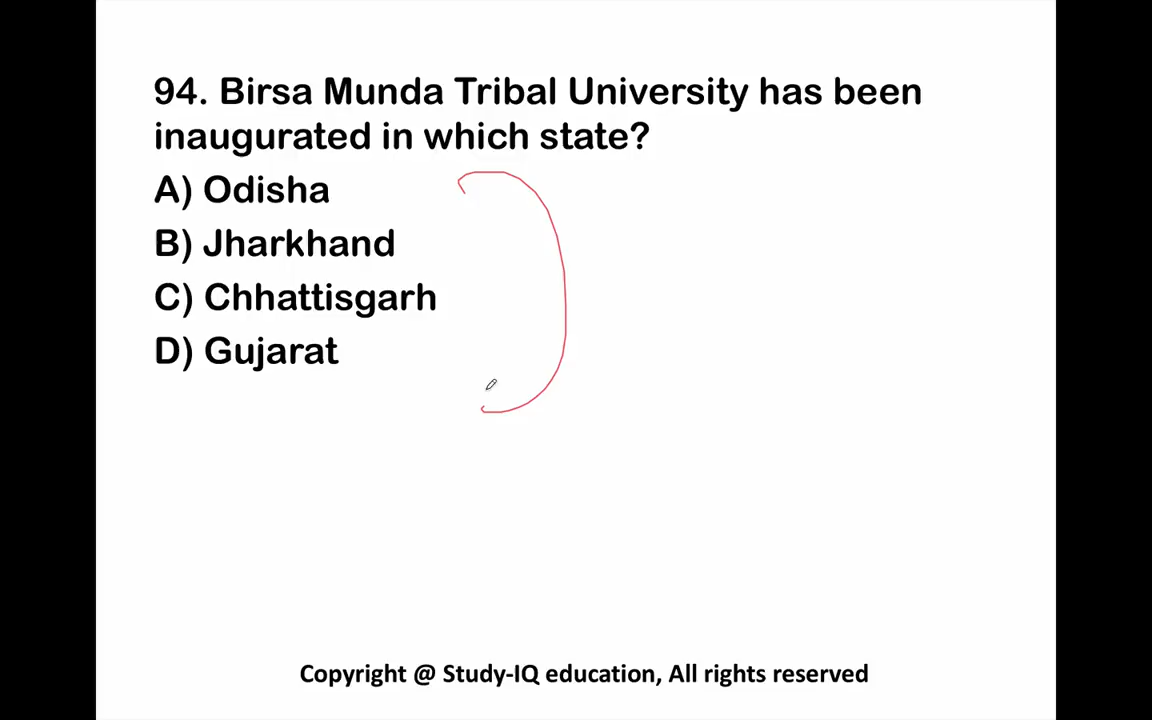 94. Birsa Munda Tribal University has been
inaugurated in which state?
A) Odisha
B) Jharkhand
C) Chhattisgarh
D) Gujarat
Copyright @ Study-IQ education, All rights reserved